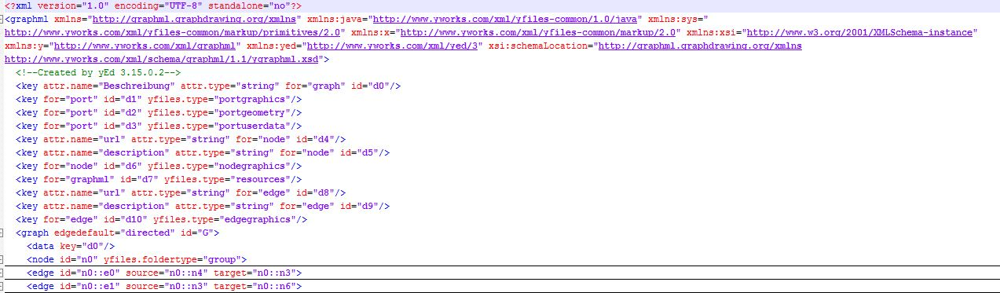 <?xml version="1.0" encoding="UTF-8" standalone="no"?>
<graphml xmlns="http://graphml.graphdrawing.org/xmlns" xmlns:java="http://www.yworks.com/xml/yfiles-common/1.0/java" xmlns:sys="
http://www.yworks.com/xml/yfiles-common/markup/primitives/2.0" xmlns:x="http://www.yworks.com/xml/yfiles-common/markup/2.0" xmlns:xsi="http://www.w3.org/2001/XMLSchema-instance"
xmlns:y="http://www.yworks.com/xml/graphml" xmlns:yed="http://www.yworks.com/xml/yed/3" xsi:schemaLocation="http://graphml.graphdrawing.org/xmlns
http://www.yworks.com/xml/schema/graphml/1.1/ygraphml.xsd">
<!--Created by yEd 3.15.0.2-->
<key attr.name="Beschreibung" attr.type="string" for="graph" id="d0"/>
<key for="port" id="d1" yfiles.type="portgraphics"/>
<key for="port" id="d2" yfiles.type="portgeometry"/>
<key for="port" id="d3" yfiles.type="portuserdata"/>
<key attr.name="url" attr.type="string" for="node" id="d4"/>
<key attr.name="description" attr.type="string" for="node" id="d5"/>
<key for="node" id="d6" yfiles.type="nodegraphics"/>
<key for="graphml" id="d7" yfiles.type="resources"/>
<key attr.name="url" attr.type="string" for="edge" id="d8"/>
<key attr.name="description" attr.type="string" for="edge" id="d9"/>
<key for="edge" id="d10" yfiles.type="edgegraphics"/>
<graph edgedefault="directed" id="G">
<data key="d0"/>
<node id="n0" yfiles.foldertype="group">
<edge id="n0::e0" source="n0::n4" target="n0::n3">
<edge id="n0::e1" source="n0::n3" target="n0::n6">